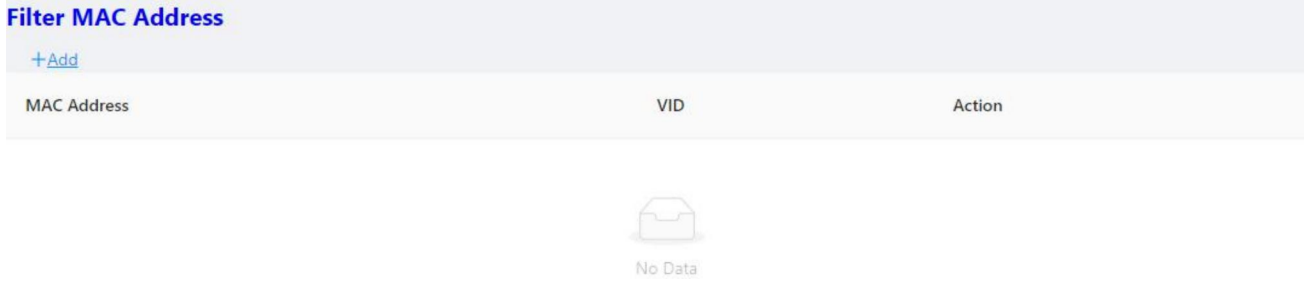 Filter MAC Address
+Add
MAC Address VID Action
No Data